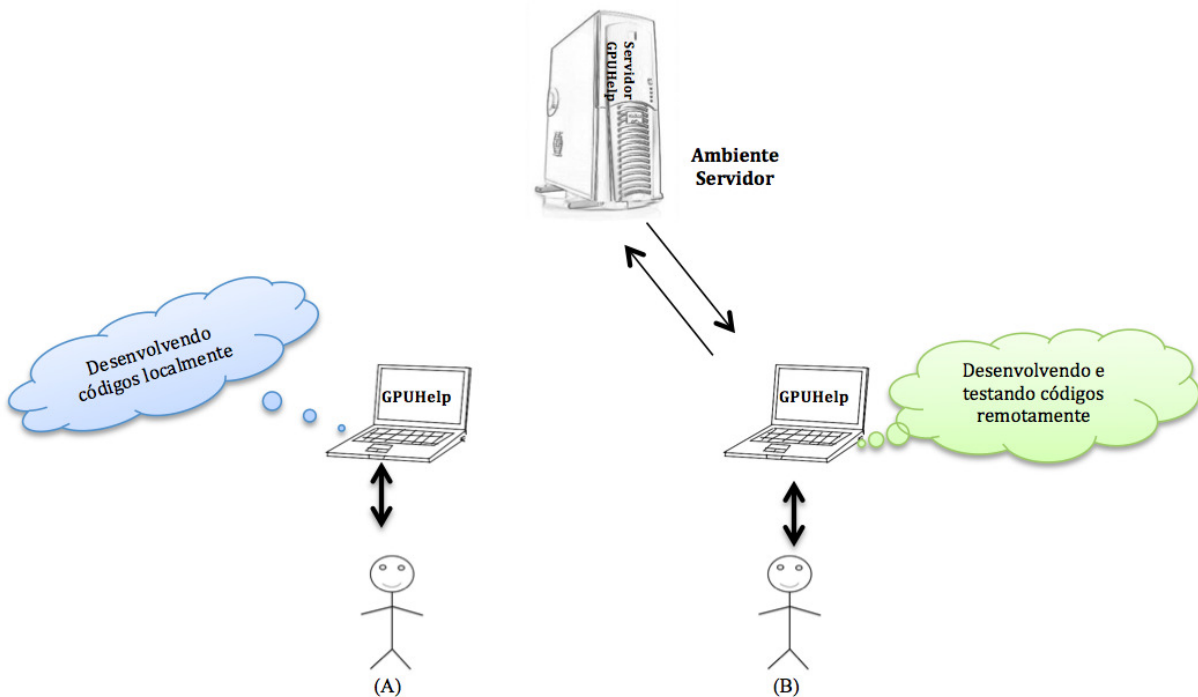 Servidor
GPUHelp
Ambiente
Servidor
Desenvolvendo
códigos localmente
GPUHelp
GPUHelp
Desenvolvendo e
testando códigos
remotamente
(A)
(B)